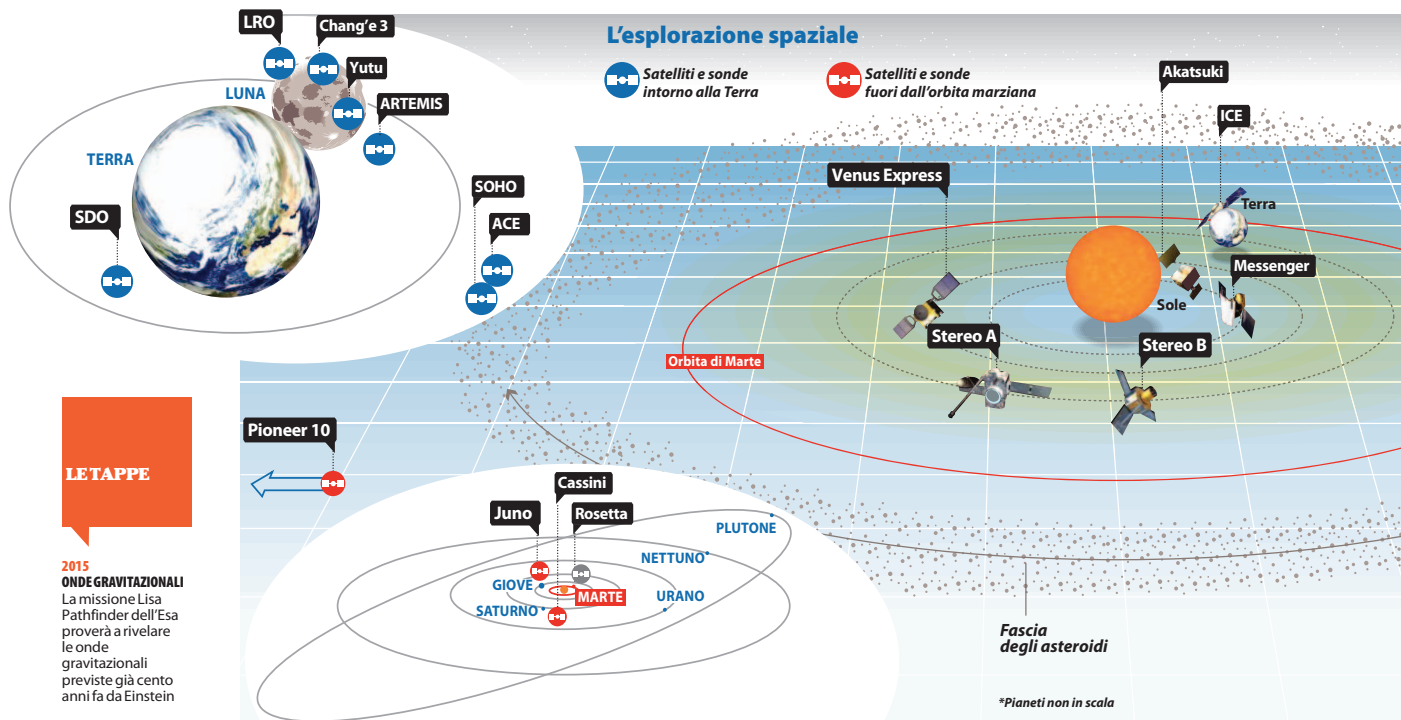 L'esplorazione spaziale
Satelliti e sonde
intorno alla Terra
Satelliti e sonde
fuori dall'orbita marziana
LRO
Chang'e 3
Yutu
LUNA
ARTEMIS
TERRA
SDO
SOHO
ACE
Akatsuki
ICE
Venus Express
Terra
Messenger
Sole
Stereo A
Stereo B
Orbita di Marte
LE TAPPE
2015
ONDE GRAVITAZIONALI
La missione Lisa
Pathfinder dell'Esa
proverà a rivelare
le onde
gravitazionali
previste già cento
anni fa da Einstein
Pioneer 10
Cassini
Juno
Rosetta
PLUTONE
NETTUNO
GIOVE
MARTE
URANO
SATURNO
Fascia
degli asteroidi
*Pianeti non in scala